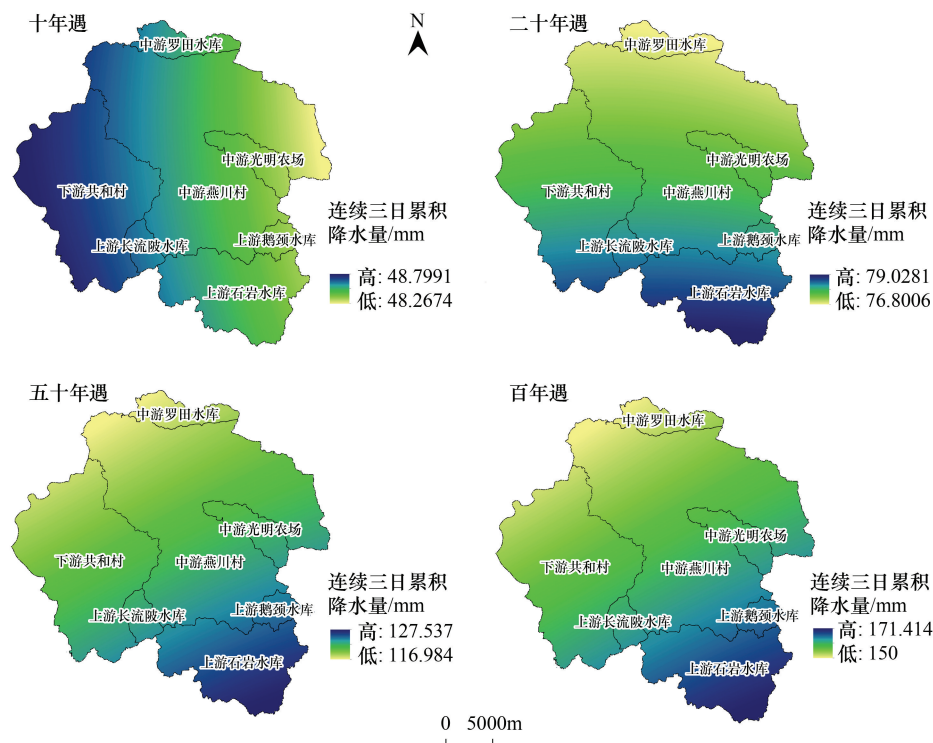 十年遇
中游罗田水库
中游光明农场
下游共和村
中游燕川村
上游长流陂水库
上游鹅颈水库
上游石岩水库
连续三日累积
降水量/mm
高: 48.7991
低: 48.2674
N
二十年遇
中游罗田水库
中游光明农场
下游共和村
中游燕川村
上游长流陂水库
上游鹅颈水库
上游石岩水库
连续三日累积
降水量/mm
高: 79.0281
低: 76.8006
五十年遇
中游罗田水库
中游光明农场
下游共和村
中游燕川村
上游长流陂水库
上游鹅颈水库
上游石岩水库
连续三日累积
降水量/mm
高: 127.537
低: 116.984
百年遇
中游罗田水库
中游光明农场
下游共和村
中游燕川村
上游长流陂水库
上游鹅颈水库
上游石岩水库
连续三日累积
降水量/mm
高: 171.414
低: 150
0 5000m